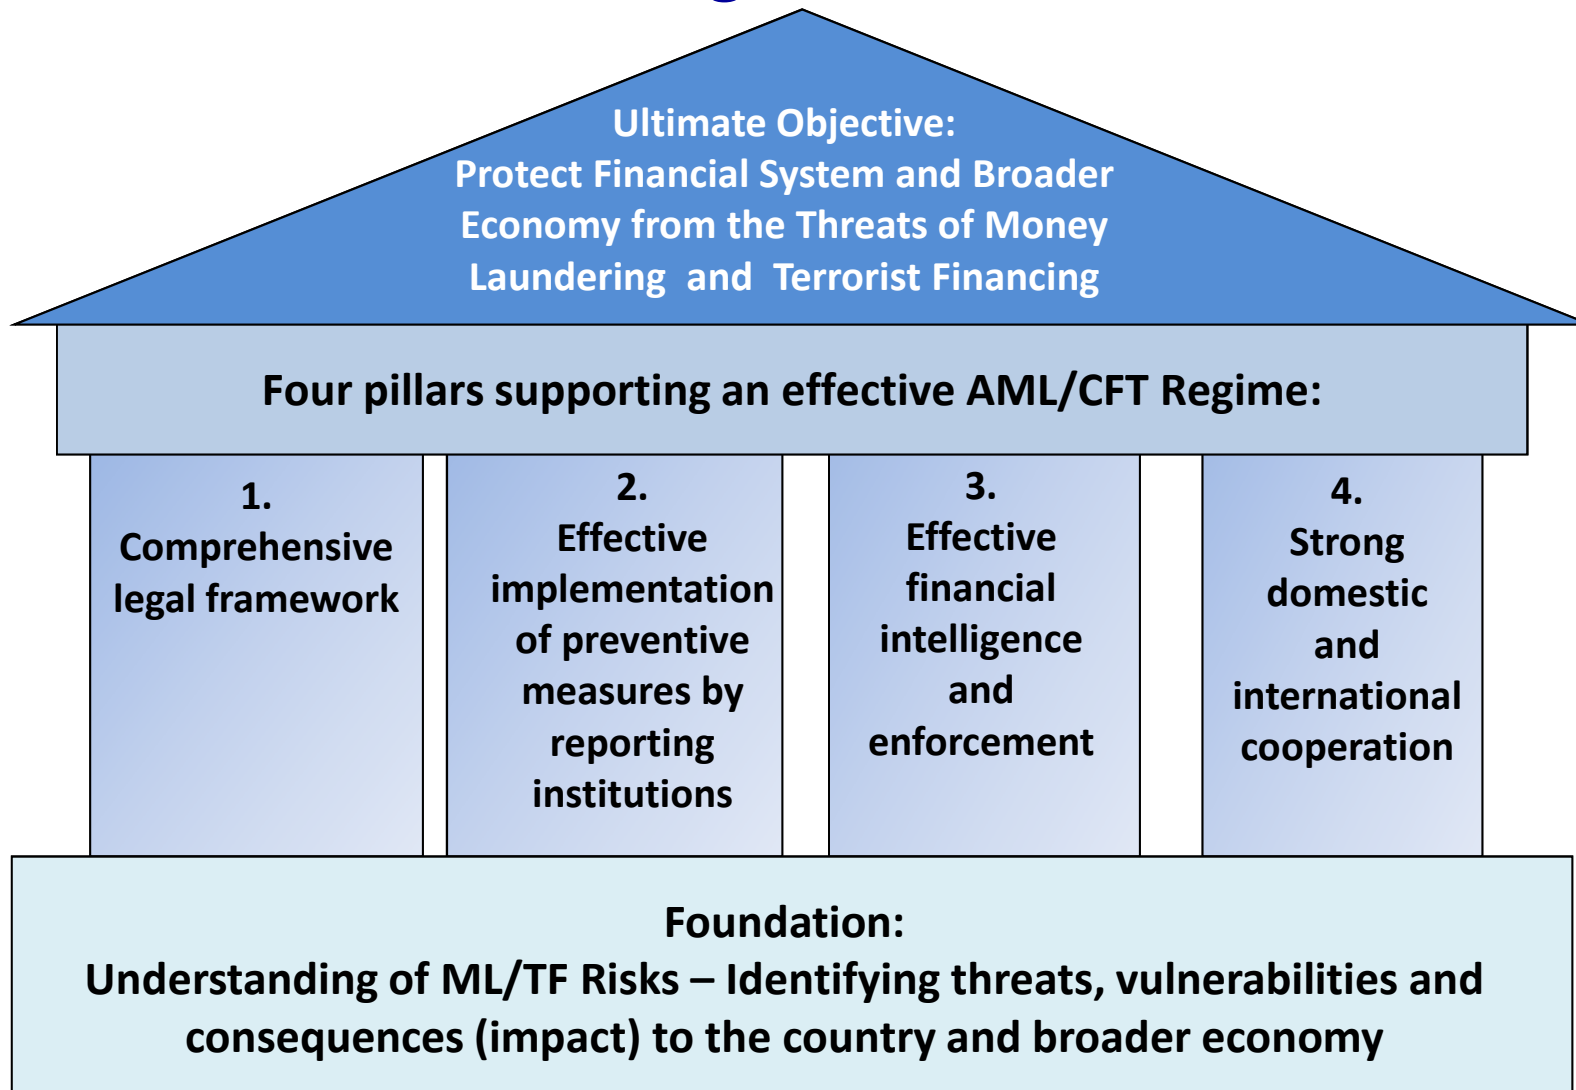 Ultimate Objective:
Protect Financial System and Broader
Economy from the Threats of Money
Laundering and Terrorist Financing
Four pillars supporting an effective AML/CFT Regime:
1.
Comprehensive
legal framework
2.
Effective
implementation
of preventive
measures by
reporting
institutions
3.
Effective
financial
intelligence
and
enforcement
4.
Strong
domestic
and
international
cooperation
Foundation:
Understanding of ML/TF Risks – Identifying threats, vulnerabilities and
consequences (impact) to the country and broader economy